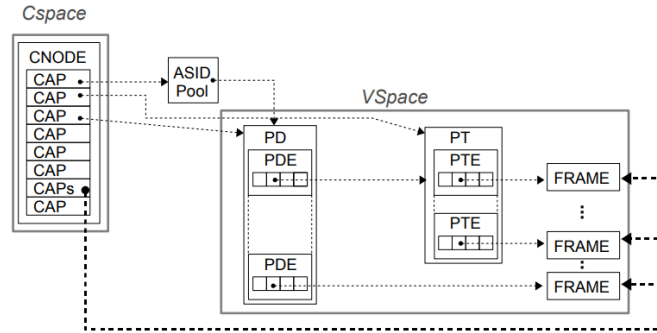 Cspace
CNODE
CAP
CAP
CAP
CAP
CAP
CAP
CAPs
CAP
ASID
Pool
VSpace
PD
PDE
PDE
PT
PTE
PTE
FRAME
FRAME
FRAME